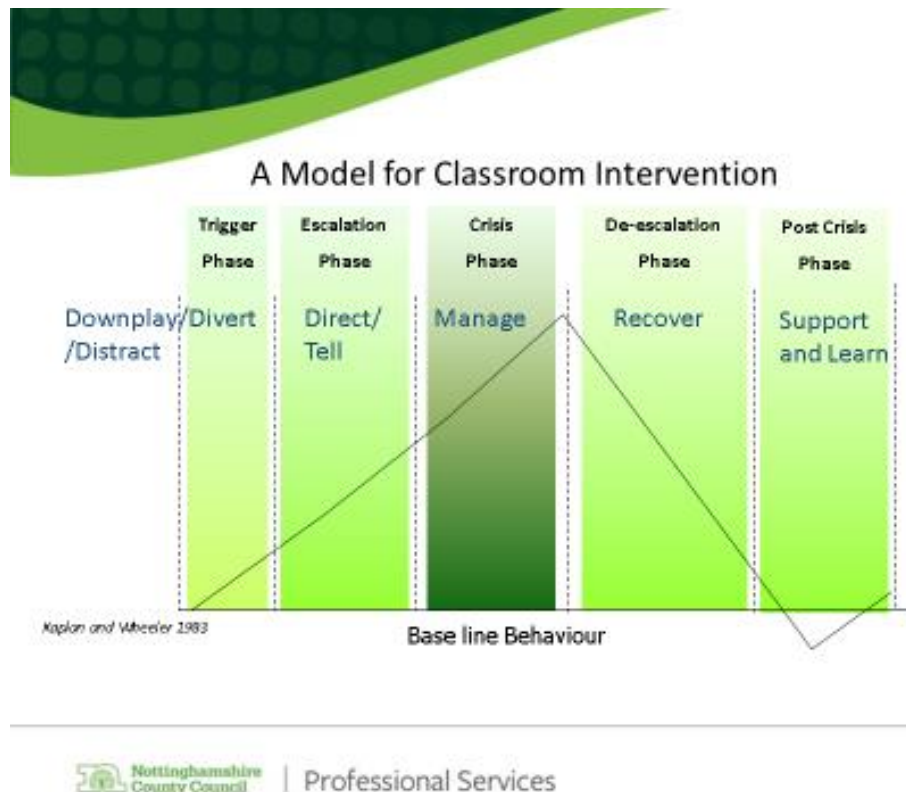 A Model for Classroom Intervention
Trigger
Phase
Escalation
Phase
Crisis
Phase
De-escalation
Phase
Post Crisis
Phase
Downplay/Divert
/Distract
Direct/
Tell
Manage
Recover
Support
and Learn
Kaplan and Wheeler 1983
Base line Behaviour
Nottinghamshire
County Council
Professional Services